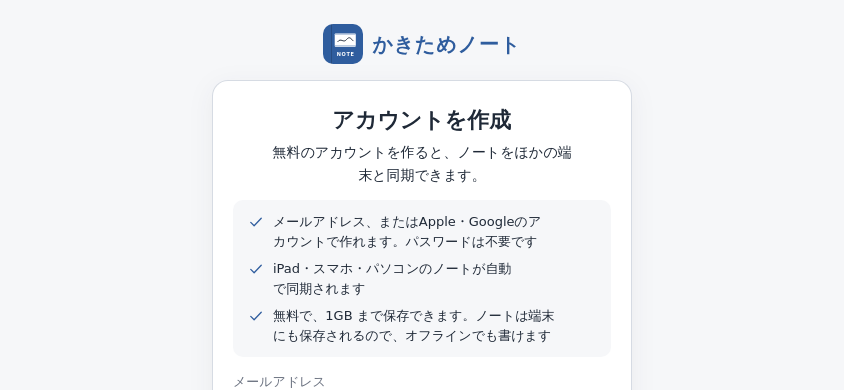 NOTE
かきためノート
アカウントを作成
無料のアカウントを作ると、ノートをほかの端
末と同期できます。
メールアドレス、またはApple・Googleのア
カウントで作れます。パスワードは不要です
iPad・スマホ・パソコンのノートが自動
で同期されます
無料で、1GB まで保存できます。ノートは端末
にも保存されるので、オフラインでも書けます
メールアドレス